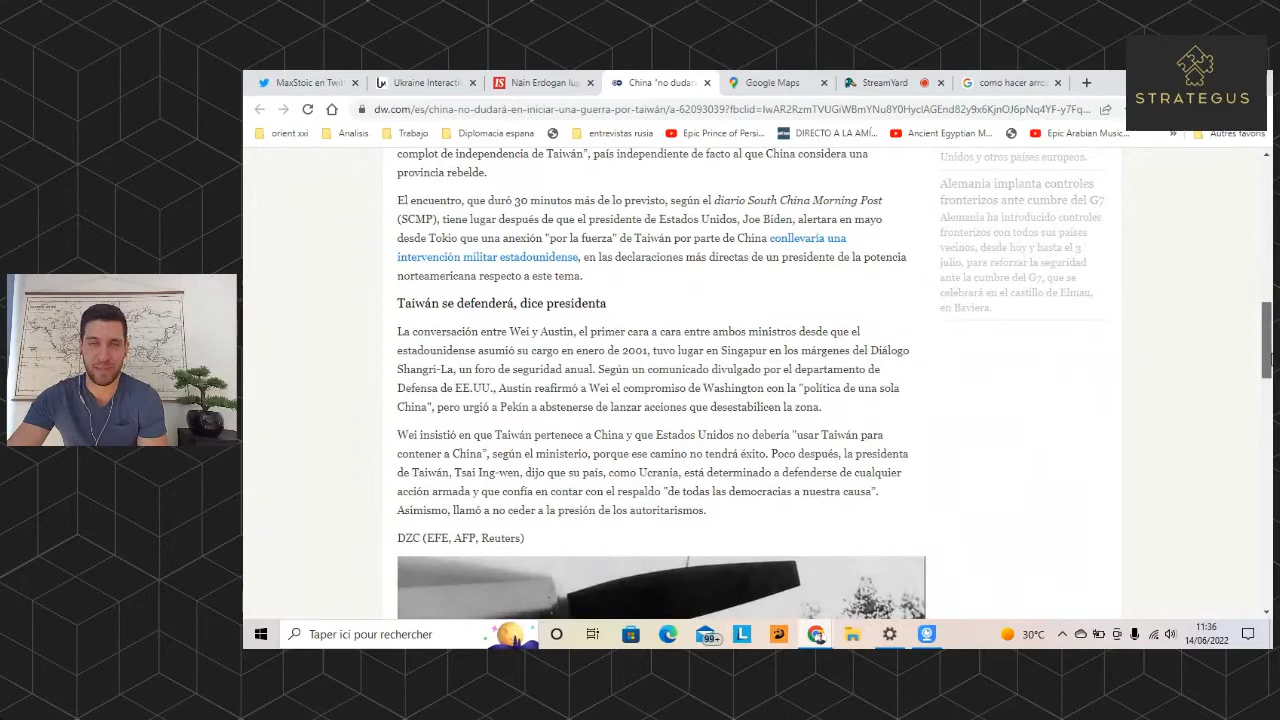 STRATEGUS
MaxStoic en Twit
Ukraine Interacti
Näin Erdogan lup
China "no dudará
Google Maps
StreamYard
como hacer arro
dw.com/es/china-no-dudará-en-iniciar-una-guerra-por-taiwán/a-62093039?fbclid=IwAR2RzmTVUGiWBmYNu8Y0HyclAGEnd82y9x6KjnOJ6pNq4YF-y7Fq...
orient xxi
Analisis
Trabajo
Diplomacia espana
entrevistas rusia
Epic Prince of Persi...
DIRECTO A LA AMÍ...
Ancient Egyptian M...
Epic Arabian Music...
Autres favoris
complot de independencia de Taiwán", país independiente de facto al que China considera una
provincia rebelde.
El encuentro, que duró 30 minutos más de lo previsto, según el diario South China Morning Post
(SCMP), tiene lugar después de que el presidente de Estados Unidos, Joe Biden, alertara en mayo
desde Tokio que una anexión "por la fuerza" de Taiwán por parte de China conllevaría una
intervención militar estadounidense, en las declaraciones más directas de un presidente de la potencia
norteamericana respecto a este tema.
Taiwán se defenderá, dice presidenta
La conversación entre Wei y Austin, el primer cara a cara entre ambos ministros desde que el
estadounidense asumió su cargo en enero de 2001, tuvo lugar en Singapur en los márgenes del Diálogo
Shangri-La, un foro de seguridad anual. Según un comunicado divulgado por el departamento de
Defensa de EE.UU., Austin reafirmó a Wei el compromiso de Washington con la "política de una sola
China", pero urgió a Pekín a abstenerse de lanzar acciones que desestabilicen la zona.
Wei insistió en que Taiwán pertenece a China y que Estados Unidos no debería "usar Taiwán para
contener a China", según el ministerio, porque ese camino no tendrá éxito. Poco después, la presidenta
de Taiwán, Tsai Ing-wen, dijo que su país, como Ucrania, está determinado a defenderse de cualquier
acción armada y que confía en contar con el respaldo "de todas las democracias a nuestra causa".
Asimismo, llamó a no ceder a la presión de los autoritarismos.
DZC (EFE, AFP, Reuters)
Unidos y otros países europeos.
Alemania implanta controles
fronterizos ante cumbre del G7
Alemania ha introducido controles
fronterizos con todos sus países
vecinos, desde hoy y hasta el 3
julio, para reforzar la seguridad
ante la cumbre del G7, que se
celebrará en el castillo de Elmau,
en Baviera.
Taper ici pour rechercher
99+
30°C
11:36
14/06/2022